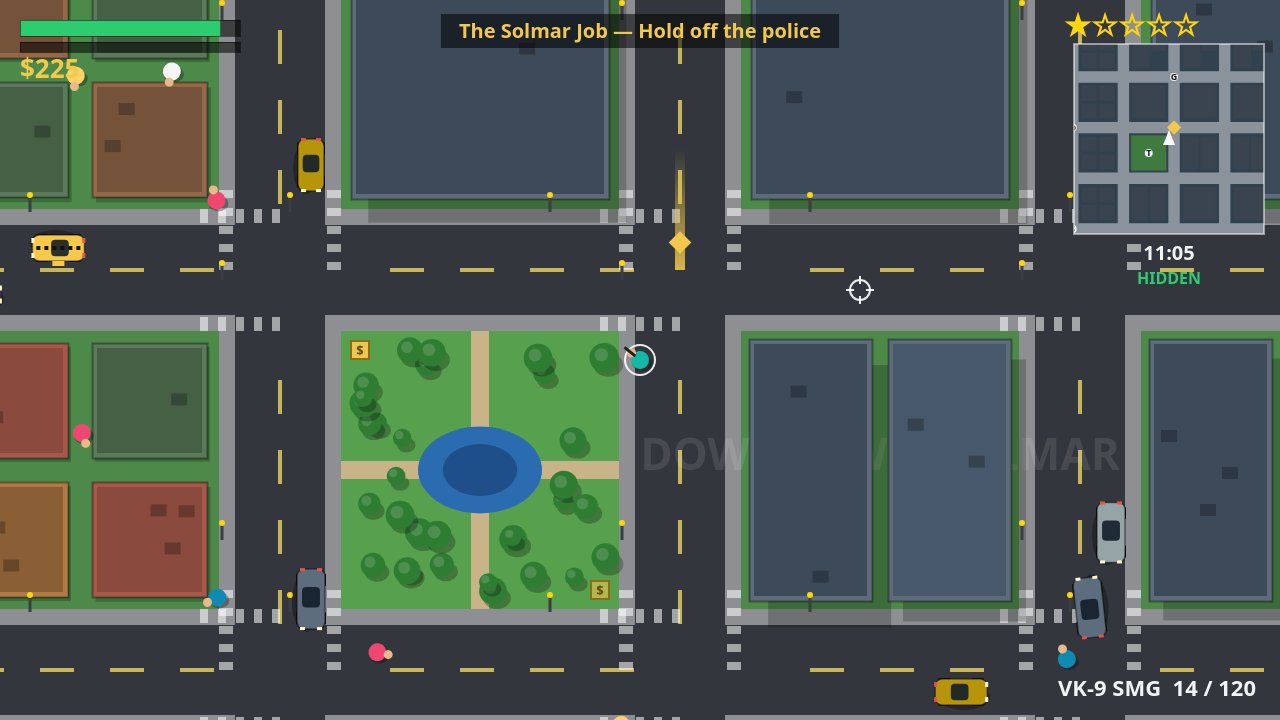 The Solmar Job — Hold off the police
$225
G
T
11:05
HIDDEN
$
$
VK-9 SMG 14 / 120